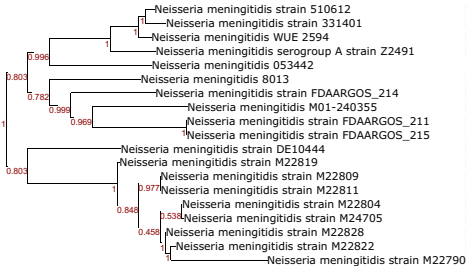 Neisseria meningitidis strain 510612
1
Neisseria meningitidis strain 331401
1
Neisseria meningitidis WUE 2594
1
Neisseria meningitidis serogroup A strain Z2491
0.996
Neisseria meningitidis 053442
0.803
Neisseria meningitidis 8013
0.782
Neisseria meningitidis strain FDAARGOS_214
0.999
Neisseria meningitidis M01-240355
0.969
Neisseria meningitidis strain FDAARGOS_211
1
Neisseria meningitidis strain FDAARGOS_215
1
Neisseria meningitidis strain DE10444
0.803
Neisseria meningitidis strain M22819
1
Neisseria meningitidis strain M22809
0.977
Neisseria meningitidis strain M22811
0.848
Neisseria meningitidis strain M22804
0.538
Neisseria meningitidis strain M24705
0.458
Neisseria meningitidis strain M22828
1
Neisseria meningitidis strain M22822
1
Neisseria meningitidis strain M22790